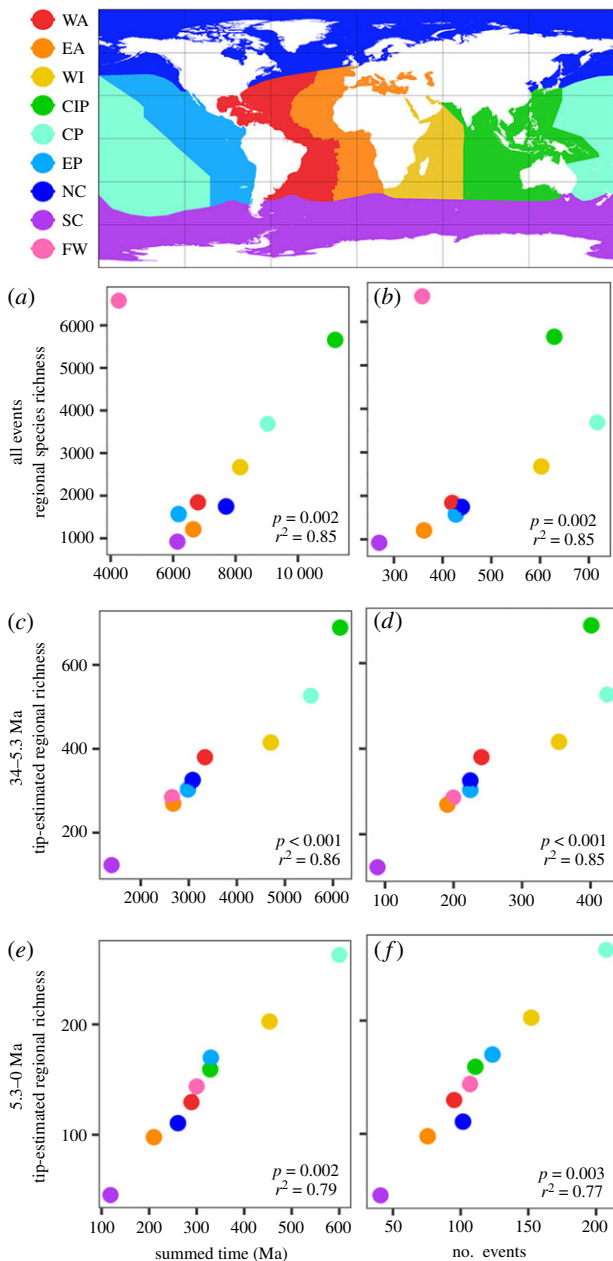 WA
EA
WI
CIP
CP
EP
NC
SC
FW
(a)
(b)
all events
regional species richness
6000
5000
4000
3000
2000
1000
p = 0.002
r² = 0.85
p = 0.002
r² = 0.85
4000 6000 8000 10 000
300 400 500 600 700
(c)
(d)
34–5.3 Ma
tip-estimated regional richness
600
400
200
p < 0.001
r² = 0.86
p < 0.001
r² = 0.85
2000 3000 4000 5000 6000
100 200 300 400
(e)
(f)
5.3–0 Ma
tip-estimated regional richness
200
100
p = 0.002
r² = 0.79
p = 0.003
r² = 0.77
100 200 300 400 500 600
50 100 150 200
summed time (Ma)
no. events